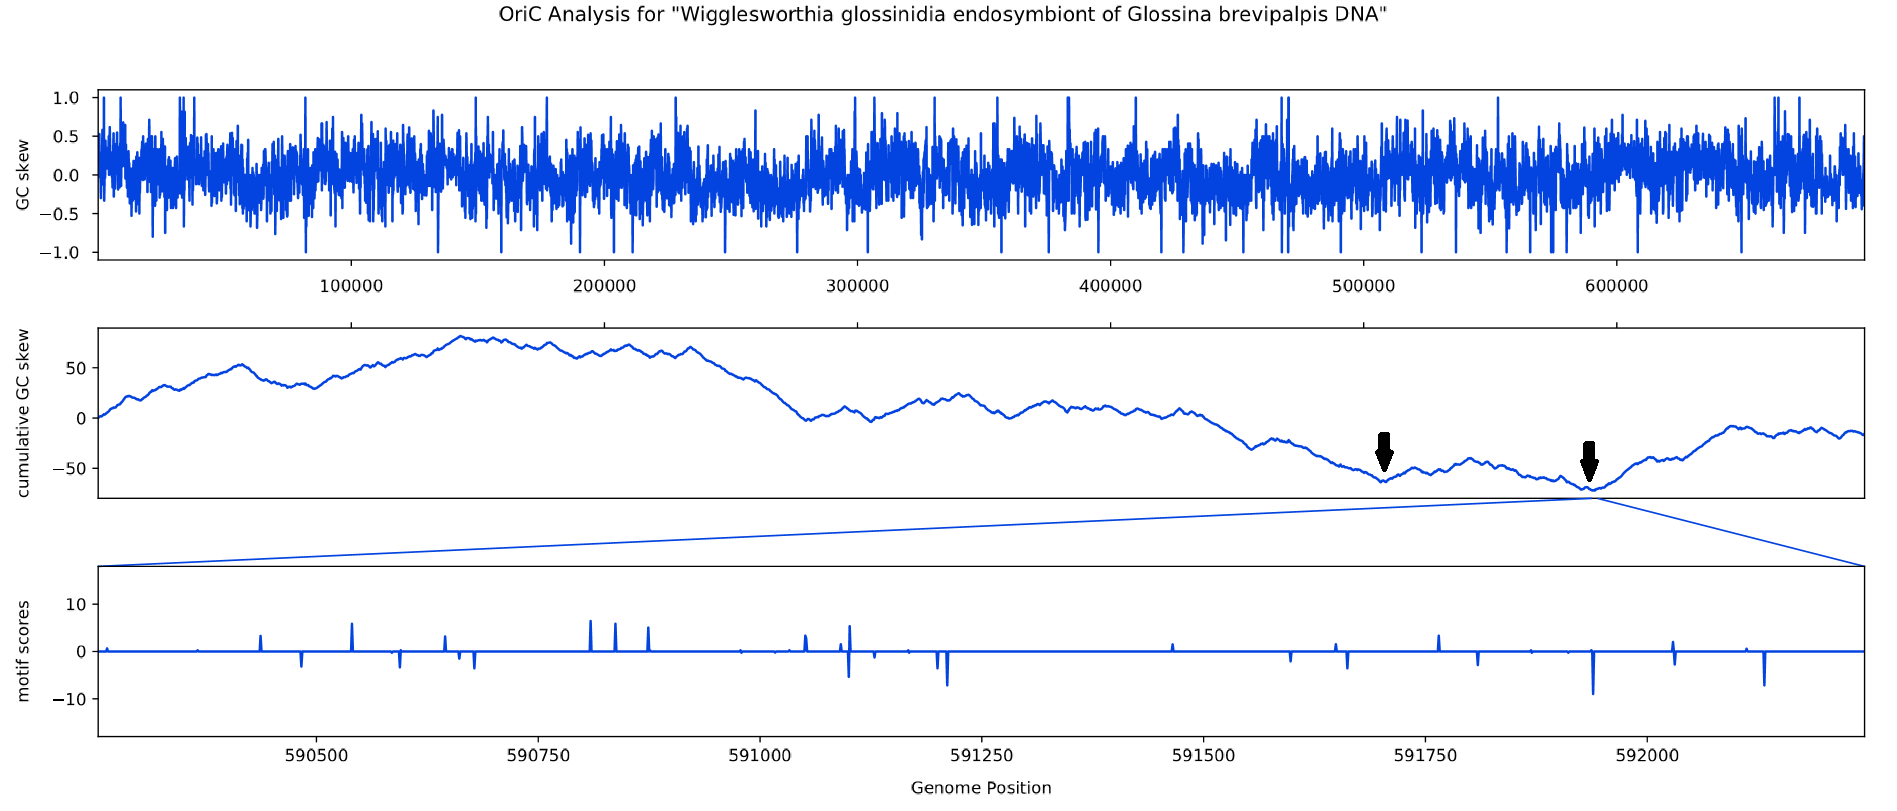 OriC Analysis for "Wigglesworthia glossinidia endosymbiont of Glossina brevipalpis DNA"
GC skew
1.0
0.5
0.0
−0.5
−1.0
100000 200000 300000 400000 500000 600000
cumulative GC skew
50
0
−50
motif scores
10
0
−10
590500 590750 591000 591250 591500 591750 592000
Genome Position